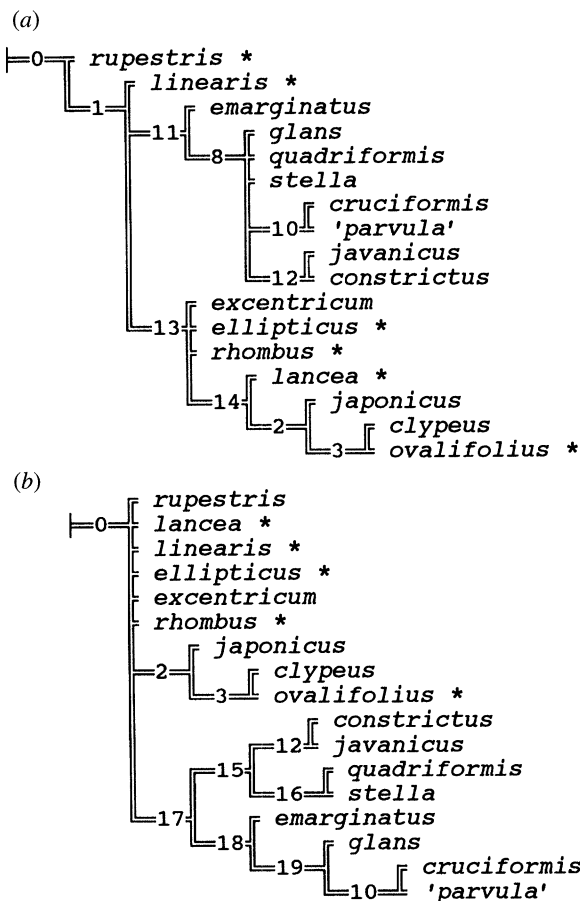 (a)
0 rupestris *
linearis *
1 emarginatus
11 glans
8 quadriformis
stella
cruciformis
10 'parvula'
javanicus
12 constrictus
excentricum
13 ellipticus *
rhombus *
lancea *
14 japonicus
2 clypeus
3 ovalifolius *
(b)
rupestris
0 lancea *
linearis *
ellipticus *
excentricum
rhombus *
japonicus
2 clypeus
3 ovalifolius *
constrictus
12 javanicus
15 quadriformis
16 stella
17 emarginatus
18 glans
19 cruciformis
10 'parvula'